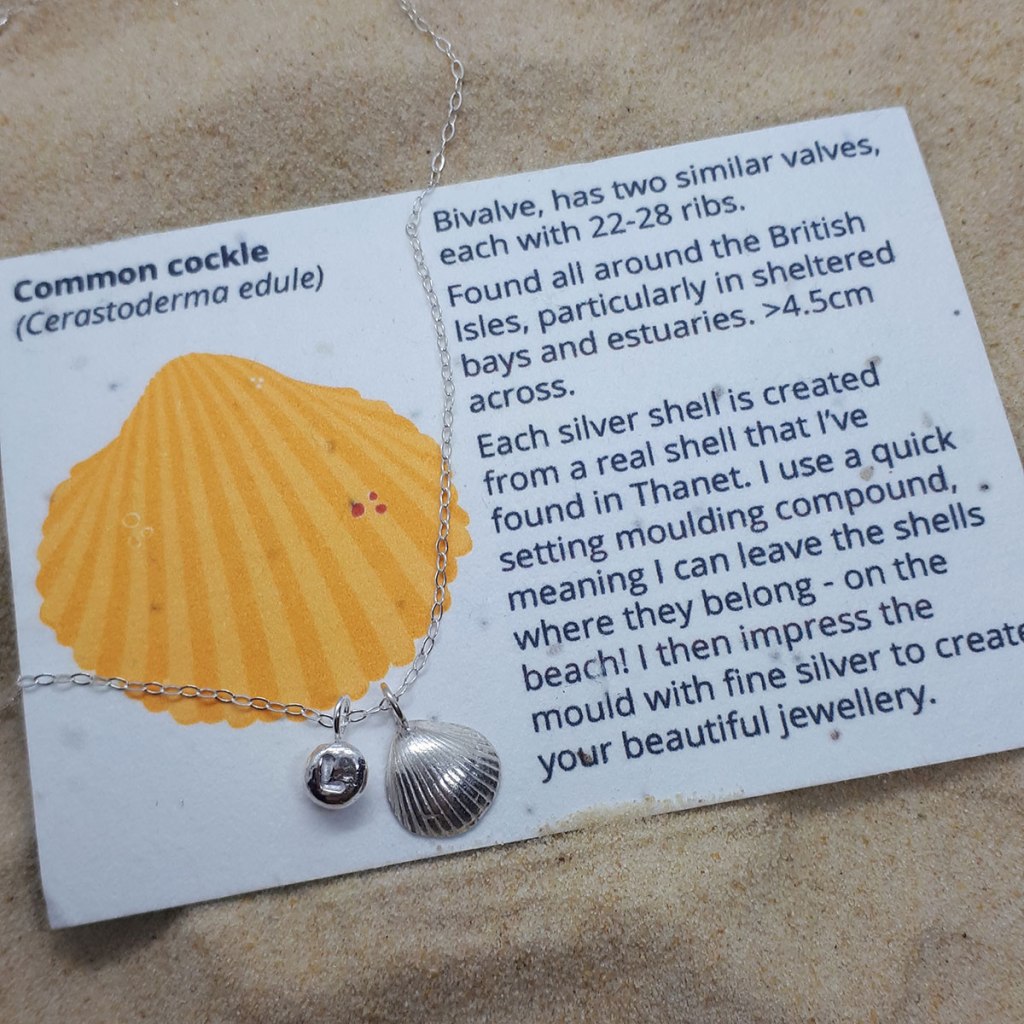 Common cockle
(Cerastoderma edule)
Bivalve, has two similar valves,
each with 22-28 ribs.
Found all around the British
Isles, particularly in sheltered
bays and estuaries. >4.5cm
across.
Each silver shell is created
from a real shell that I've
found in Thanet. I use a quick
setting moulding compound,
meaning I can leave the shells
where they belong - on the
beach! I then impress the
mould with fine silver to create
your beautiful jewellery.
L